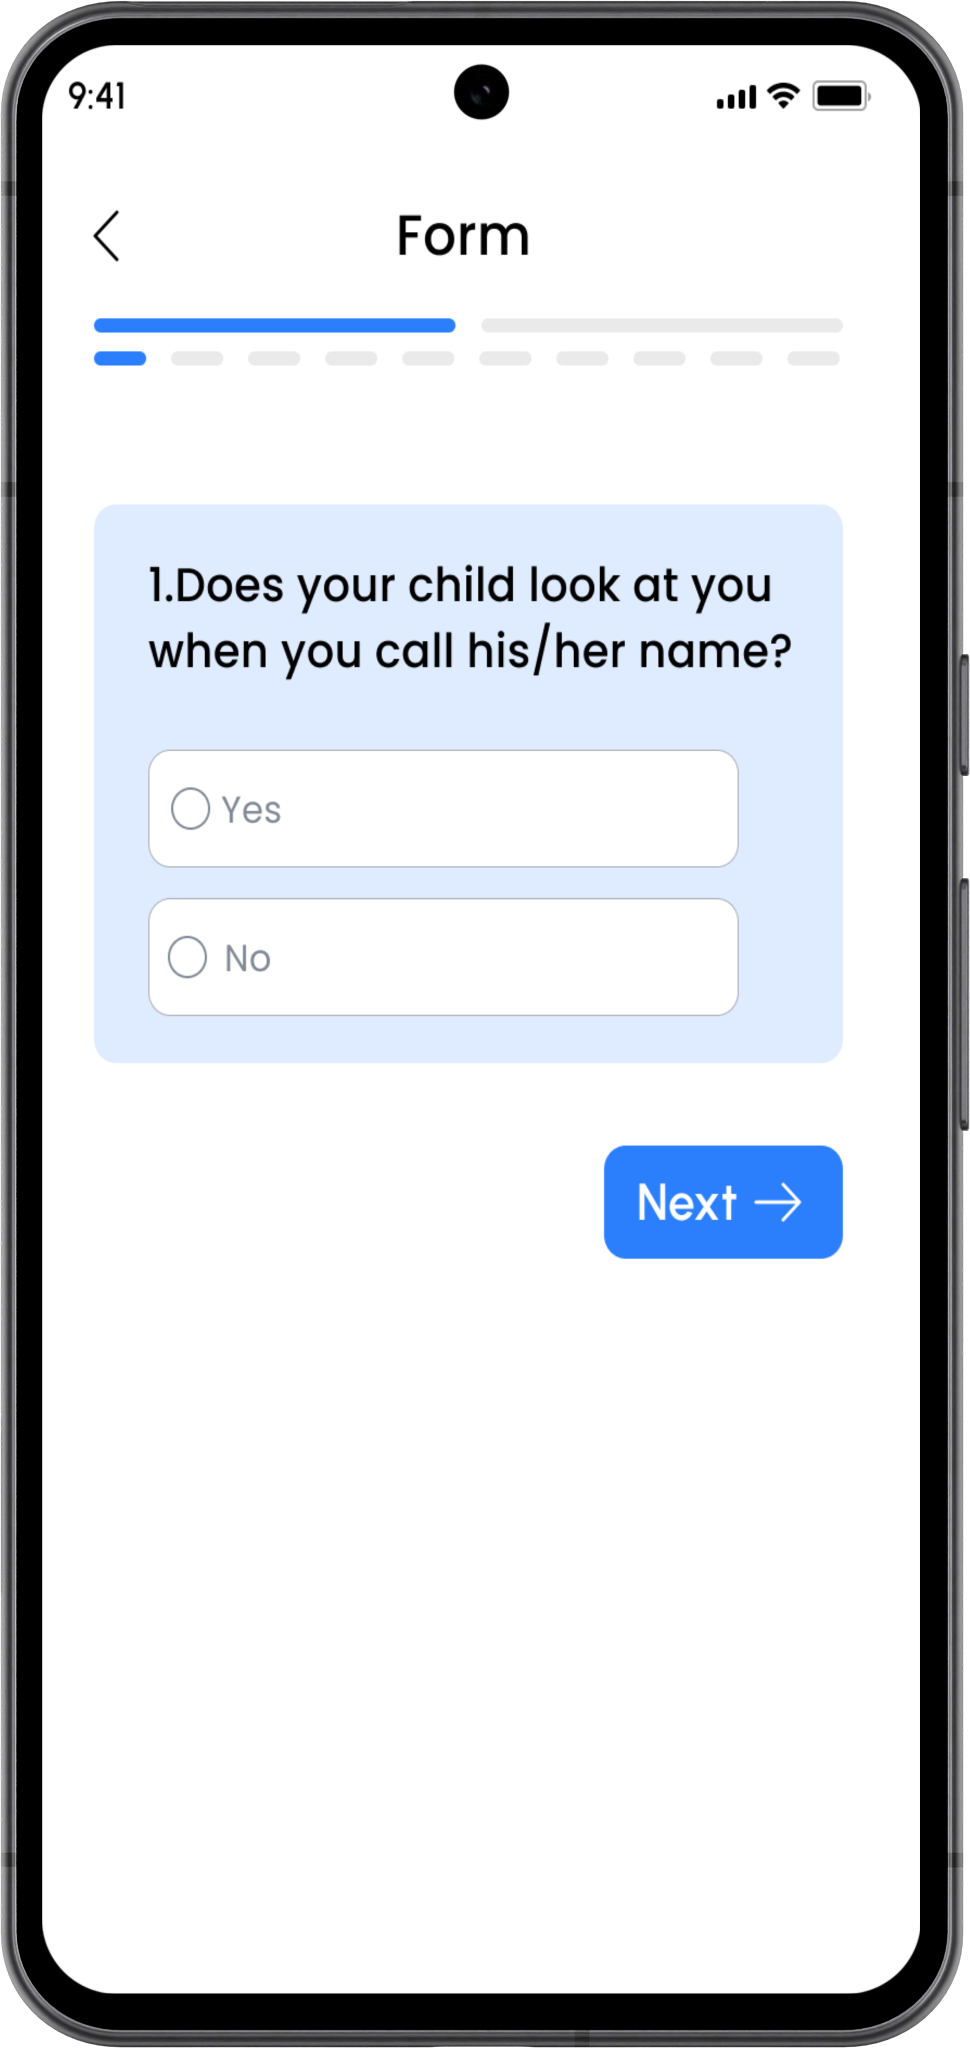 9:41
Form
1.Does your child look at you
when you call his/her name?
Yes
No
Next